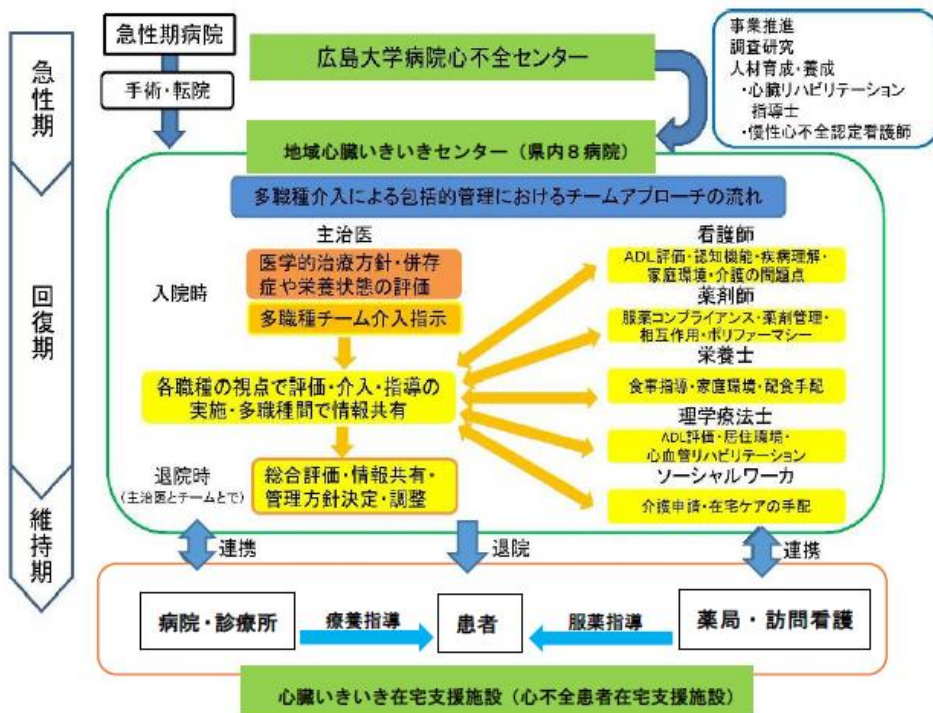 急性期
回復期
維持期
急性期病院
手術・転院
広島大学病院心不全センター
事業推進
調査研究
人材育成・養成
・心臓リハビリテーション
指導士
・慢性心不全認定看護師
地域心臓いきいきセンター（県内８病院）
多職種介入による包括的管理におけるチームアプローチの流れ
入院時
主治医
医学的治療方針・併存
症や栄養状態の評価
多職種チーム介入指示
各職種の視点で評価・介入・指導の
実施・多職種間で情報共有
退院時
（主治医とチームとで）
総合評価・情報共有・
管理方針決定・調整
看護師
ADL評価・認知機能・疾病理解・
家庭環境・介護の問題点
薬剤師
服薬コンプライアンス・薬剤管理・
相互作用・ポリファーマシー
栄養士
食事指導・家庭環境・配食手配
理学療法士
ADL評価・居住環境・
心血管リハビリテーション
ソーシャルワーカ
介護申請・在宅ケアの手配
連携
退院
連携
病院・診療所
療養指導
患者
服薬指導
薬局・訪問看護
心臓いきいき在宅支援施設（心不全患者在宅支援施設）